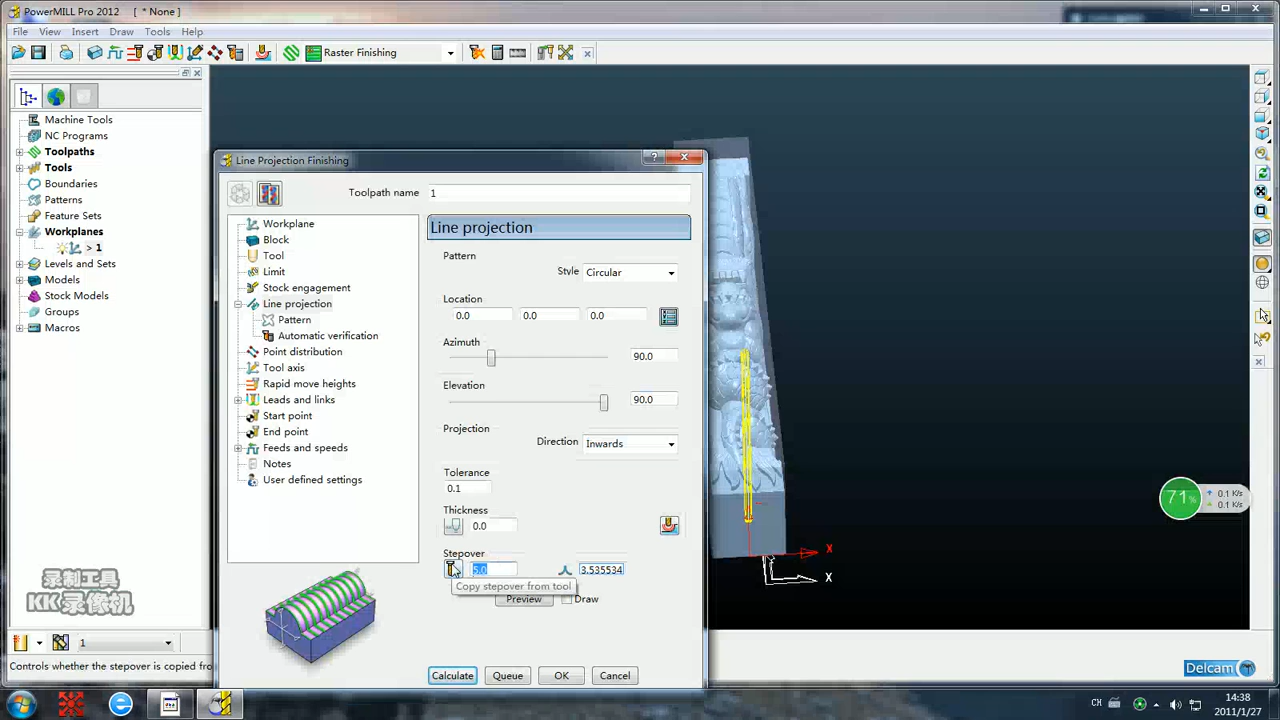 PowerMILL Pro 2012 [ * None ]
File View Insert Draw Tools Help
Raster Finishing
Machine Tools
NC Programs
Toolpaths
Tools
Boundaries
Patterns
Feature Sets
Workplanes
> 1
Levels and Sets
Models
Stock Models
Groups
Macros
Line Projection Finishing
?
Toolpath name 1
Workplane
Block
Tool
Limit
Stock engagement
Line projection
Pattern
Automatic verification
Point distribution
Tool axis
Rapid move heights
Leads and links
Start point
End point
Feeds and speeds
Notes
User defined settings
Line projection
Pattern
Style Circular
Location
0.0 0.0 0.0
Azimuth
90.0
Elevation
90.0
Projection
Direction Inwards
Tolerance
0.1
Thickness
0.0
Stepover
5.0 3.535534
Copy stepover from tool
Preview Draw
Calculate Queue OK Cancel
X
X
71%
0.1 K/s
0.1 K/s
录制工具
KK录像机
1
Controls whether the stepover is copied from
Delcam
CH
14:38
2011/1/27